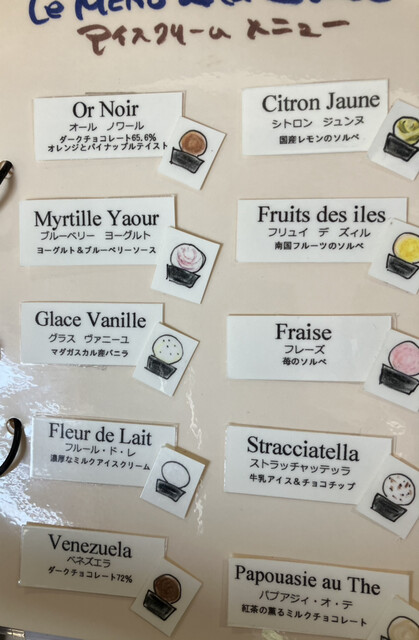 Le MENU
アイスクリーム メニュー
Or Noir
オール ノワール
ダークチョコレート65.6%
オレンジとパイナップルテイスト
Citron Jaune
シトロン ジュンヌ
国産レモンのソルベ
Myrtille Yaour
ブルーベリー ヨーグルト
ヨーグルト&ブルーベリーソース
Fruits des iles
フリュイ デ ズィル
南国フルーツのソルベ
Glace Vanille
グラス ヴァニーユ
マダガスカル産バニラ
Fraise
フレーズ
苺のソルベ
Fleur de Lait
フルール・ド・レ
濃厚なミルクアイスクリーム
Stracciatella
ストラッチャッテッラ
牛乳アイス&チョコチップ
Venezuela
ベネズエラ
ダークチョコレート72%
Papouasie au The
パプアジィ・オ・テ
紅茶の薫るミルクチョコレート